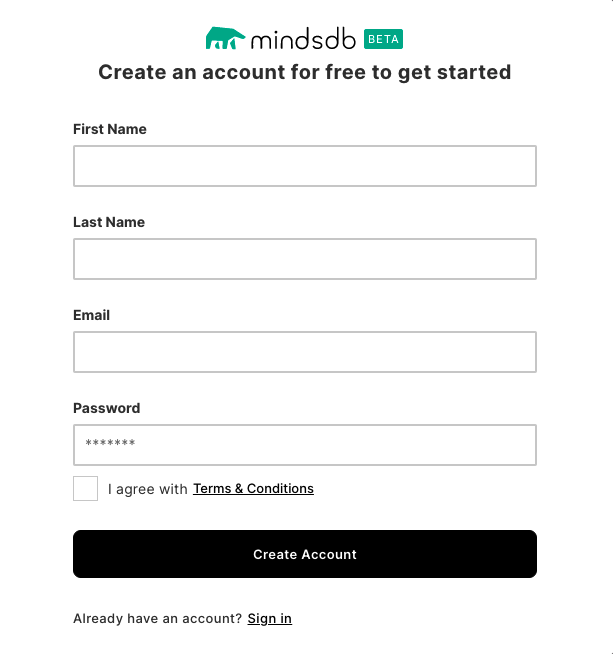 mindsdb BETA
Create an account for free to get started
First Name
Last Name
Email
Password
*******
I agree with Terms & Conditions
Create Account
Already have an account? Sign in